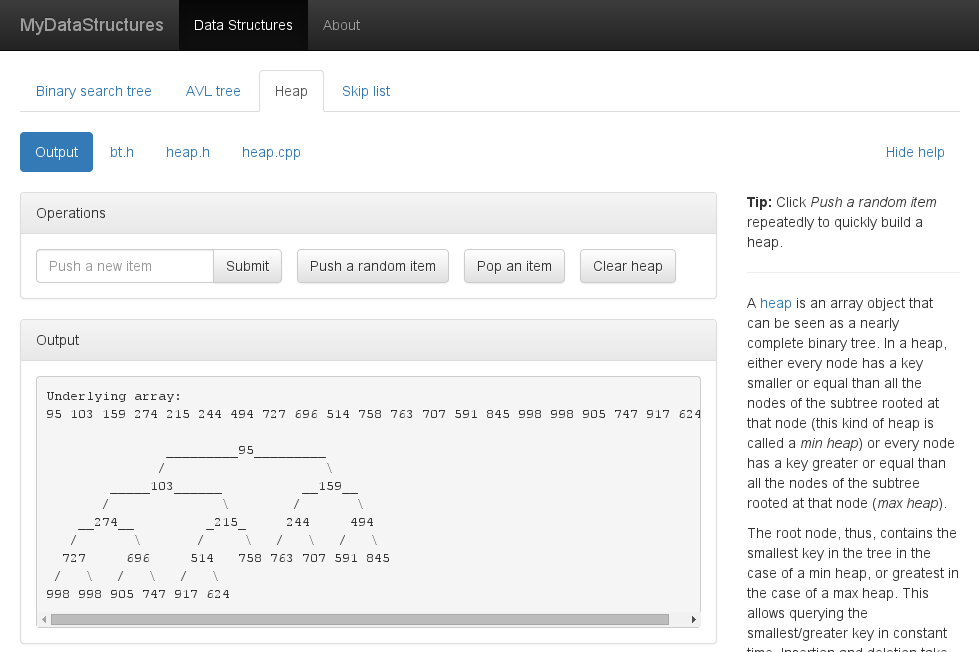 MyDataStructures Data Structures About
Binary search tree AVL tree Heap Skip list
Output bt.h heap.h heap.cpp Hide help
Operations
Push a new item Submit Push a random item Pop an item Clear heap
Output
Underlying array:
95 103 159 274 215 244 494 727 696 514 758 763 707 591 845 998 998 905 747 917 624
_________95_________
/ \
_____103______ __159__
/ \ / \
__274__ _215_ 244 494
/ \ / \ / \ / \
727 696 514 758 763 707 591 845
/ \ / \ / \
998 998 905 747 917 624
Tip: Click Push a random item
repeatedly to quickly build a
heap.
A heap is an array object that
can be seen as a nearly
complete binary tree. In a heap,
either every node has a key
smaller or equal than all the
nodes of the subtree rooted at
that node (this kind of heap is
called a min heap) or every node
has a key greater or equal than
all the nodes of the subtree
rooted at that node (max heap).
The root node, thus, contains the
smallest key in the tree in the
case of a min heap, or greatest in
the case of a max heap. This
allows querying the
smallest/greater key in constant
time. Insertion and deletion take